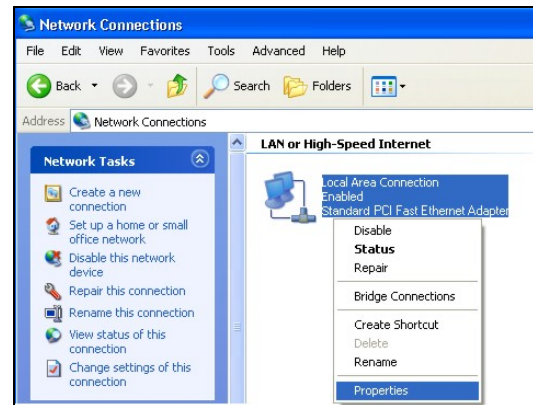 Network Connections
File Edit View Favorites Tools Advanced Help
Back Search Folders
Address Network Connections
Network Tasks
Create a new
connection
Set up a home or small
office network
Disable this network
device
Repair this connection
Rename this connection
View status of this
connection
Change settings of this
connection
LAN or High-Speed Internet
Local Area Connection
Enabled
Standard PCI Fast Ethernet Adapter
Disable
Status
Repair
Bridge Connections
Create Shortcut
Delete
Rename
Properties